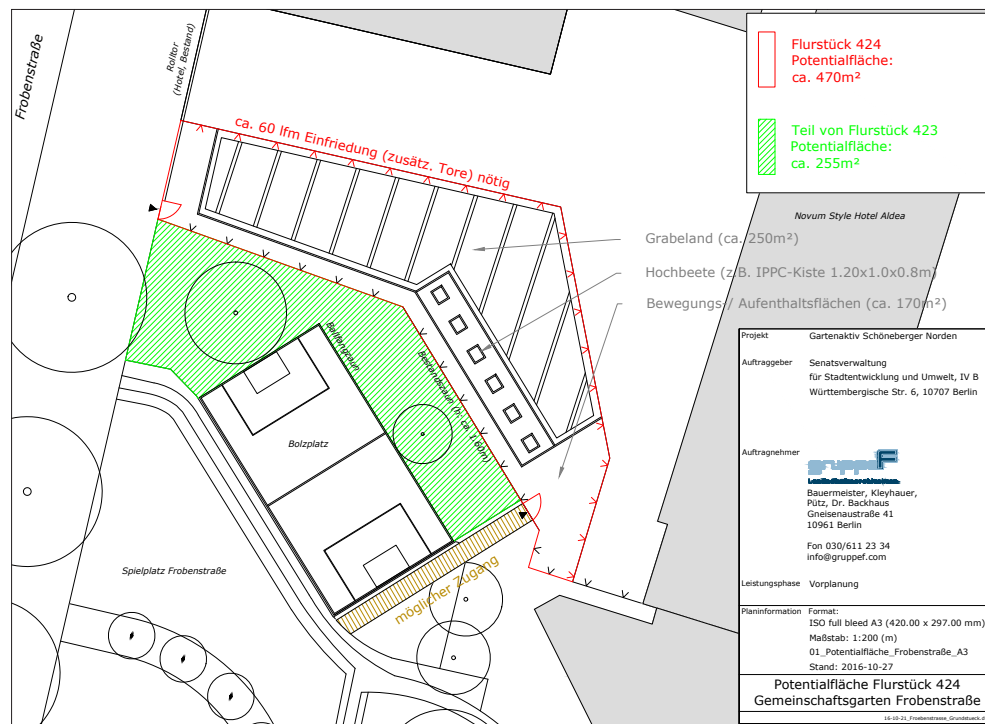 Frobenstraße
Rolltor
(Hotel, Bestand)
ca. 60 lfm Einfriedung (zusätz. Tore) nötig
Flurstück 424
Potentialfläche:
ca. 470m²
Teil von Flurstück 423
Potentialfläche:
ca. 255m²
Novum Style Hotel Aldea
Grabeland (ca. 250m²)
Hochbeete (z.B. IPPC-Kiste 1.20x1.0x0.8m)
Bewegungs-/ Aufenthaltsflächen (ca. 170m²)
Ballfangzaun
Bestandszaun (h: ca. 1.60m)
Bolzplatz
Spielplatz Frobenstraße
möglicher Zugang
Projekt Gartenaktiv Schöneberger Norden
Auftraggeber Senatsverwaltung
für Stadtentwicklung und Umwelt, IV B
Württembergische Str. 6, 10707 Berlin
Auftragnehmer
gruppeF
Bauermeister, Kleyhauer,
Pütz, Dr. Backhaus
Gneisenaustraße 41
10961 Berlin
Fon 030/611 23 34
info@gruppef.com
Leistungsphase Vorplanung
Planinformation Format:
ISO full bleed A3 (420.00 x 297.00 mm)
Maßstab: 1:200 (m)
01_Potentialfläche_Frobenstraße_A3
Stand: 2016-10-27
Potentialfläche Flurstück 424
Gemeinschaftsgarten Frobenstraße